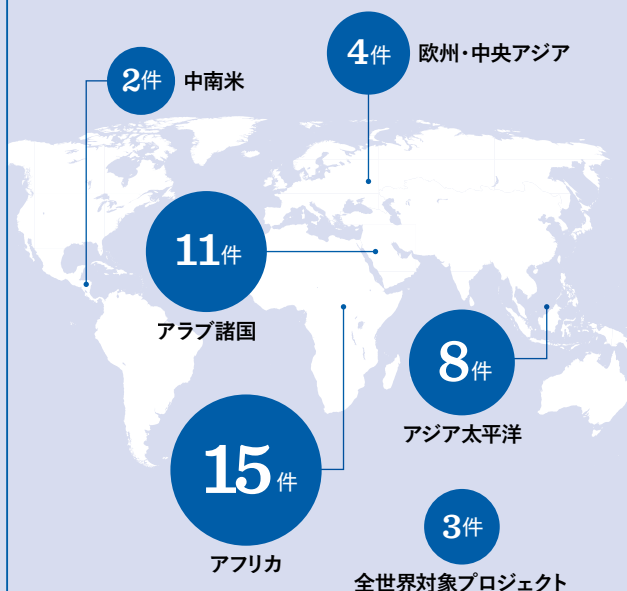 4件 欧州・中央アジア
2件 中南米
11件
アラブ諸国
8件
アジア太平洋
15件
アフリカ
3件
全世界対象プロジェクト